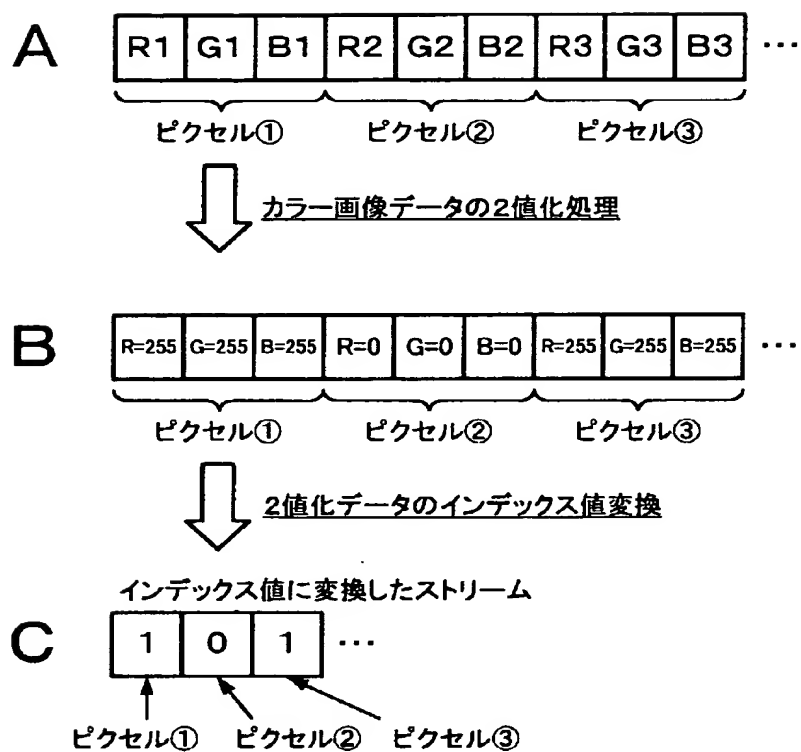 A R1 G1 B1 R2 G2 B2 R3 G3 B3 …
ピクセル① ピクセル② ピクセル③
カラー画像データの2値化処理
B R=255 G=255 B=255 R=0 G=0 B=0 R=255 G=255 B=255 …
ピクセル① ピクセル② ピクセル③
2値化データのインデックス値変換
インデックス値に変換したストリーム
C 1 0 1 …
ピクセル① ピクセル② ピクセル③